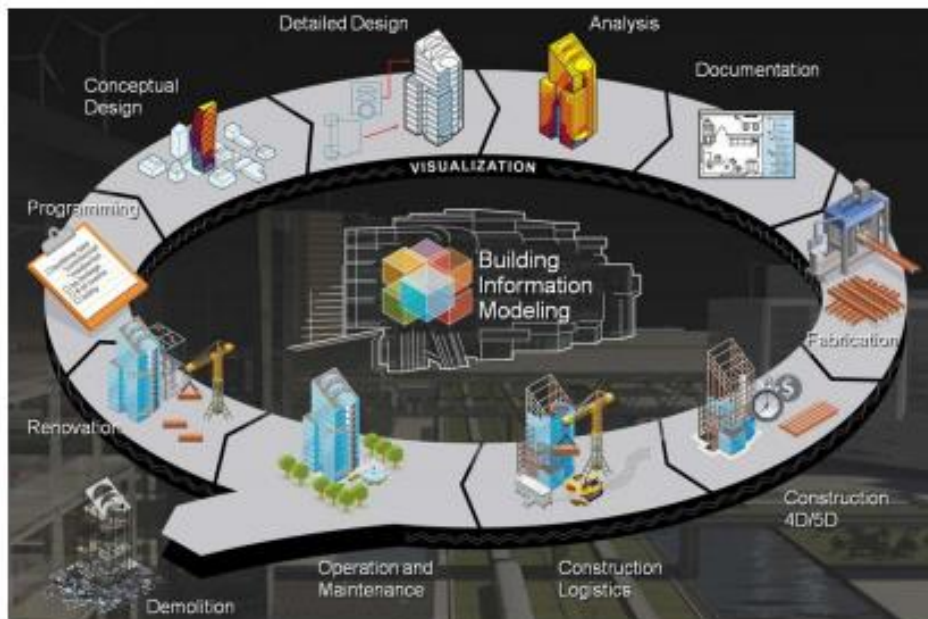 Detailed Design
Analysis
Conceptual
Design
Documentation
VISUALIZATION
Programming
Building
Information
Modeling
Fabrication
Renovation
Construction
4D/5D
Operation and
Maintenance
Construction
Logistics
Demolition